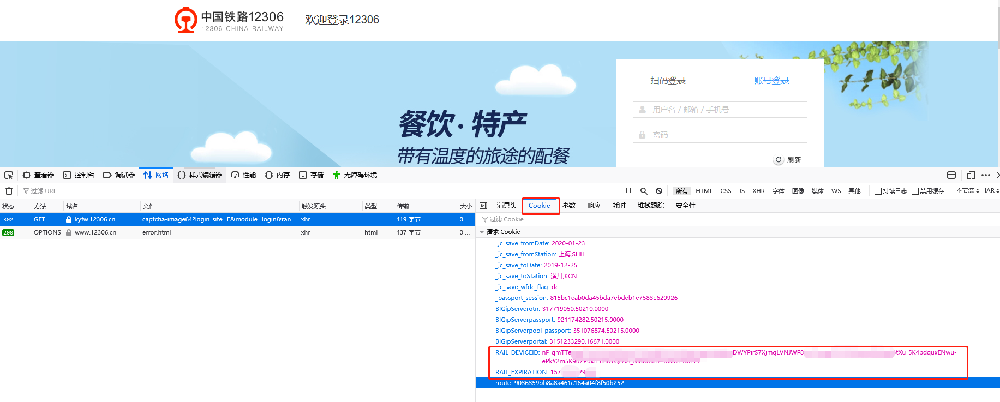 中国铁路12306
12306 CHINA RAILWAY
欢迎登录12306
扫码登录 账号登录
用户名 / 邮箱 / 手机号
密码
刷新
餐饮·特产
带有温度的旅途的配餐
查看器 控制台 调试器 网络 样式编辑器 性能 内存 存储 无障碍环境
过滤 URL
所有 HTML CSS JS XHR 字体 图像 媒体 WS 其他 持续日志 禁用缓存 不节流 HAR
状态 方法 域名 文件 触发源头 类型 传输 大小
302 GET kyfw.12306.cn captcha-image64?login_site=E&module=login&ran... xhr 419 字节 0 ...
200 OPTIONS www.12306.cn error.html xhr html 437 字节 0 ...
消息头 Cookie 参数 响应 耗时 堆栈跟踪 安全性
过滤 Cookie
请求 Cookie
_jc_save_fromDate: 2020-01-23
_jc_save_fromStation: 上海,SHH
_jc_save_toDate: 2019-12-25
_jc_save_toStation: 潢川,KCN
_jc_save_wfdc_flag: dc
_passport_session: 815bc1eab0da45bda7ebdeb1e7583e620926
BIGipServerotn: 317719050.50210.0000
BIGipServerpassport: 921174282.50215.0000
BIGipServerpool_passport: 351076874.50215.0000
BIGipServerportal: 3151233290.16671.0000
RAIL_DEVICEID: nF_qmTTe DWYPirS7XjmqLVNJWF8 tXu_5K4pdquxENwu-
RAIL_EXPIRATION: 157 29
route: 9036359bb8a8a461c164a04f8f50b252